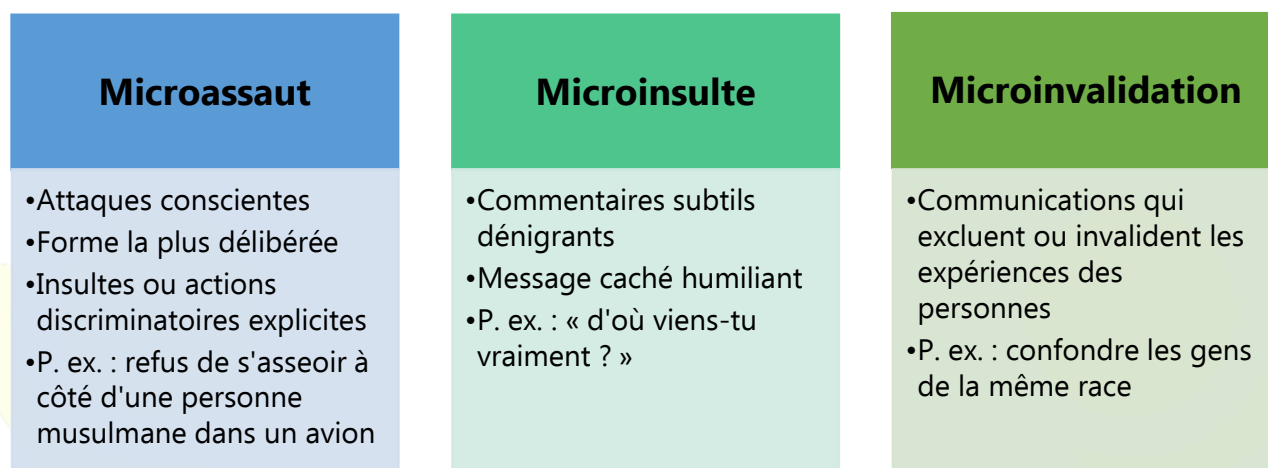 Microassaut
•Attaques conscientes
•Forme la plus délibérée
•Insultes ou actions
discriminatoires explicites
•P. ex. : refus de s'asseoir à
côté d'une personne
musulmane dans un avion
Microinsulte
•Commentaires subtils
dénigrants
•Message caché humiliant
•P. ex. : « d'où viens-tu
vraiment ? »
Microinvalidation
•Communications qui
excluent ou invalident les
expériences des
personnes
•P. ex. : confondre les gens
de la même race